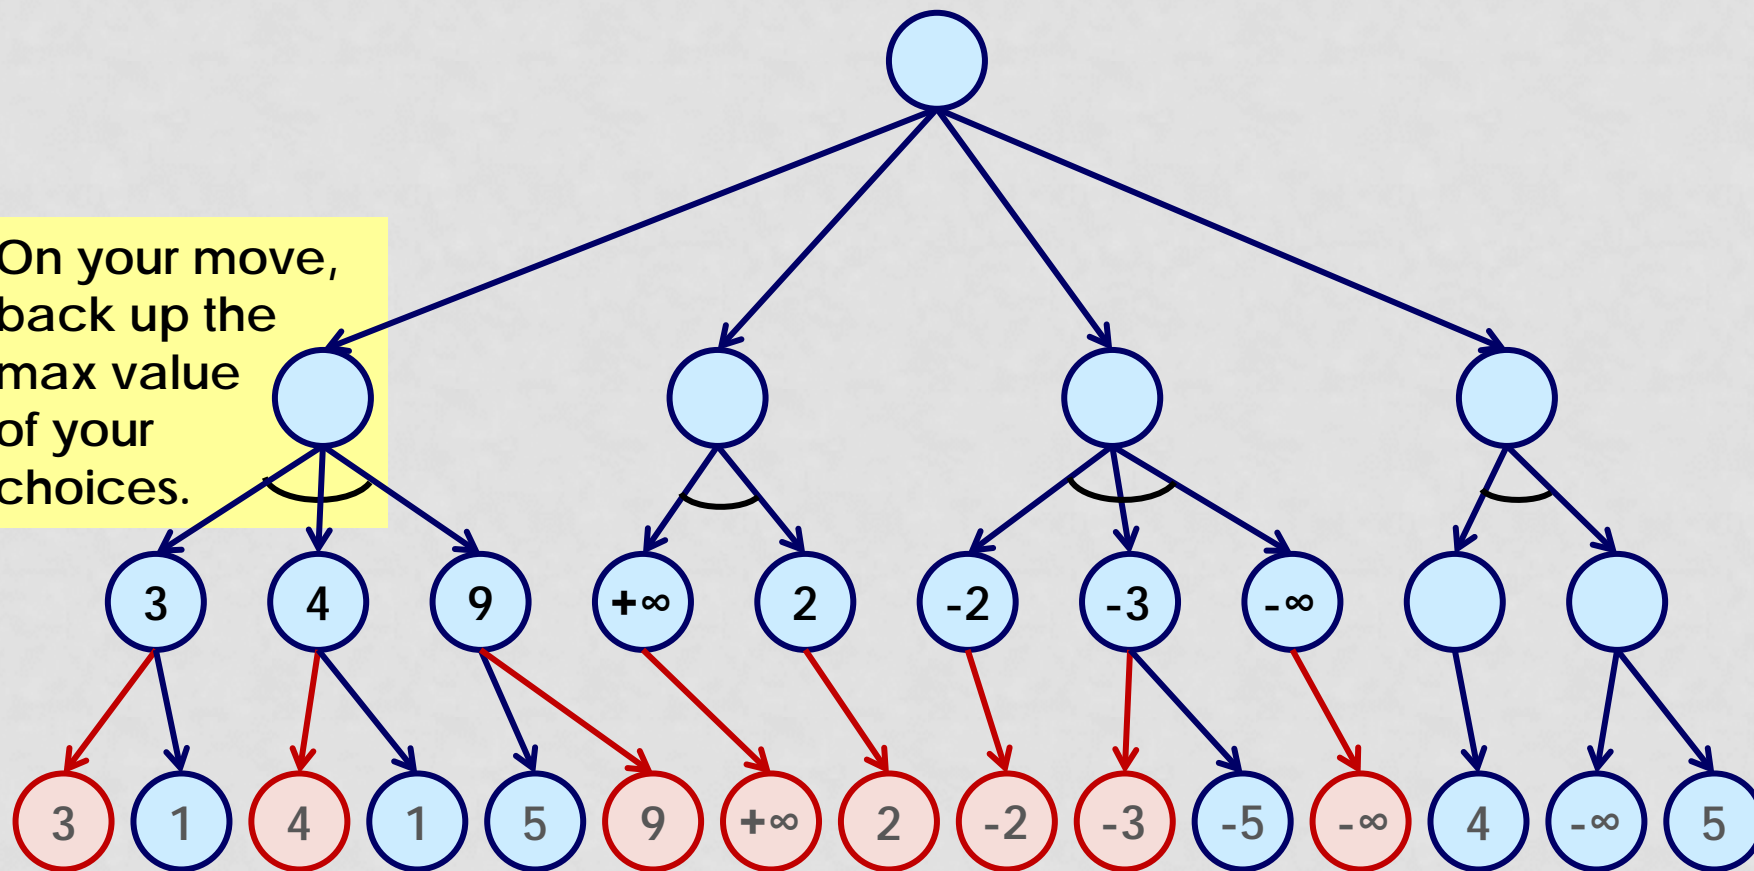 On your move,
back up the
max value
of your
choices.
3 4 9 +∞ 2 -2 -3 -∞
3 1 4 1 5 9 +∞ 2 -2 -3 -5 -∞ 4 -∞ 5